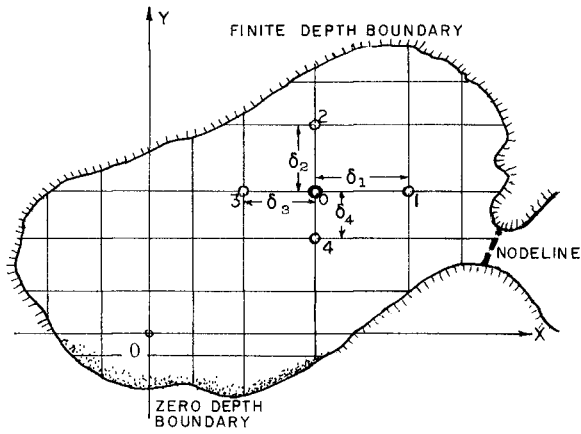 Y
FINITE DEPTH BOUNDARY
2
δ₂
δ₁
3
δ₃
0
δ₄
1
4
NODELINE
0
X
ZERO DEPTH
BOUNDARY